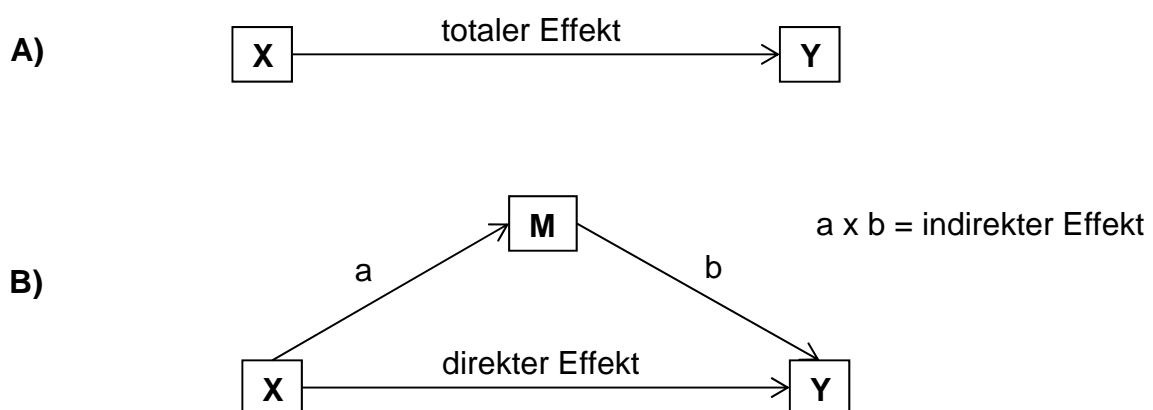 totaler Effekt
A) X Y
M a x b = indirekter Effekt
a b
B)
direkter Effekt
X Y